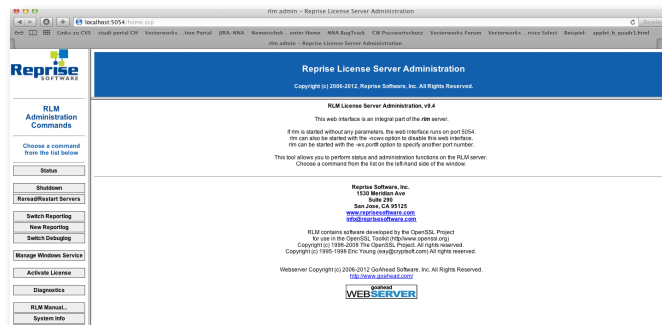 rlm admin – Reprise License Server Administration
localhost:5054/home.asp
Reader
Links zu CVS
studi portal CH
Vectorworks ...tion Portal
JIRA-NNA
Nemetschek ...enter Home
NNA BugTrack
CW Passwortschutz
Vectorworks Forum
Vectorworks ...rvice Select
Beispiel: applet_b_quadr1.html
rlm admin – Reprise License Server Administration
Reprise
SOFTWARE
RLM
Administration
Commands
Choose a command
from the list below
Status
Shutdown
Reread/Restart Servers
Switch Reportlog
New Reportlog
Switch Debuglog
Manage Windows Service
Activate License
Diagnostics
RLM Manual...
System Info
Reprise License Server Administration
Copyright (c) 2006-2012, Reprise Software, Inc. All Rights Reserved.
RLM License Server Administration, v9.4
This web interface is an integral part of the rlm server.
If rlm is started without any parameters, the web interface runs on port 5054.
rlm can also be started with the -nows option to disable this web interface.
rlm can be started with the -ws port# option to specify another port number.
This tool allows you to perform status and administration functions on the RLM server.
Choose a command from the list on the left-hand side of the window.
Reprise Software, Inc.
1530 Meridian Ave
Suite 290
San Jose, CA 95125
www.reprisesoftware.com
info@reprisesoftware.com
RLM contains software developed by the OpenSSL Project
for use in the OpenSSL Toolkit (http//www.openssl.org)
Copyright (c) 1998-2008 The OpenSSL Project. All rights reserved.
Copyright (c) 1995-1998 Eric Young (eay@cryptsoft.com) All rights reserved.
Webserver Copyright (c) 2006-2012 GoAhead Software, Inc. All Rights Reserved.
http://www.goahead.com/
goahead
WEBSERVER